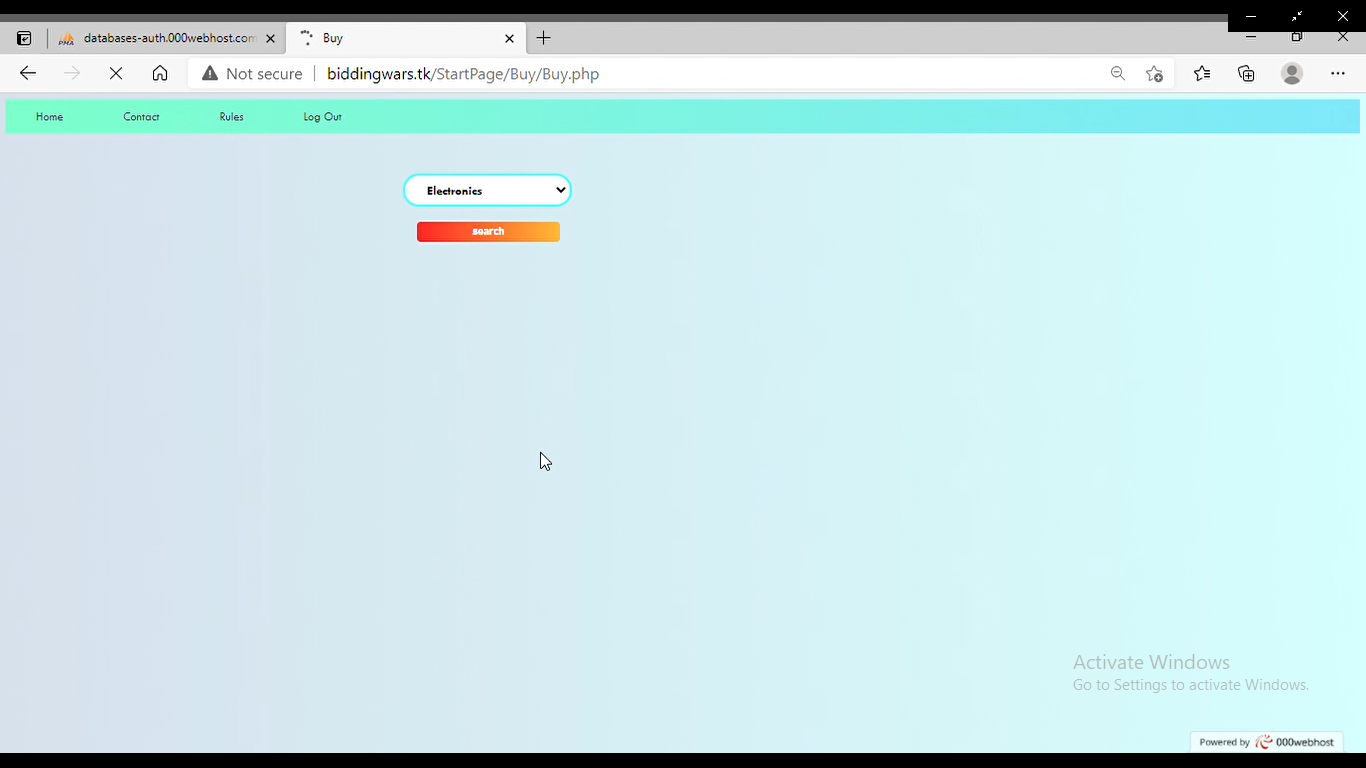 databases-auth.000webhost.com
Buy
Not secure
biddingwars.tk/StartPage/Buy/Buy.php
Home
Contact
Rules
Log Out
Electronics
search
Activate Windows
Go to Settings to activate Windows.
Powered by 000webhost
PMA